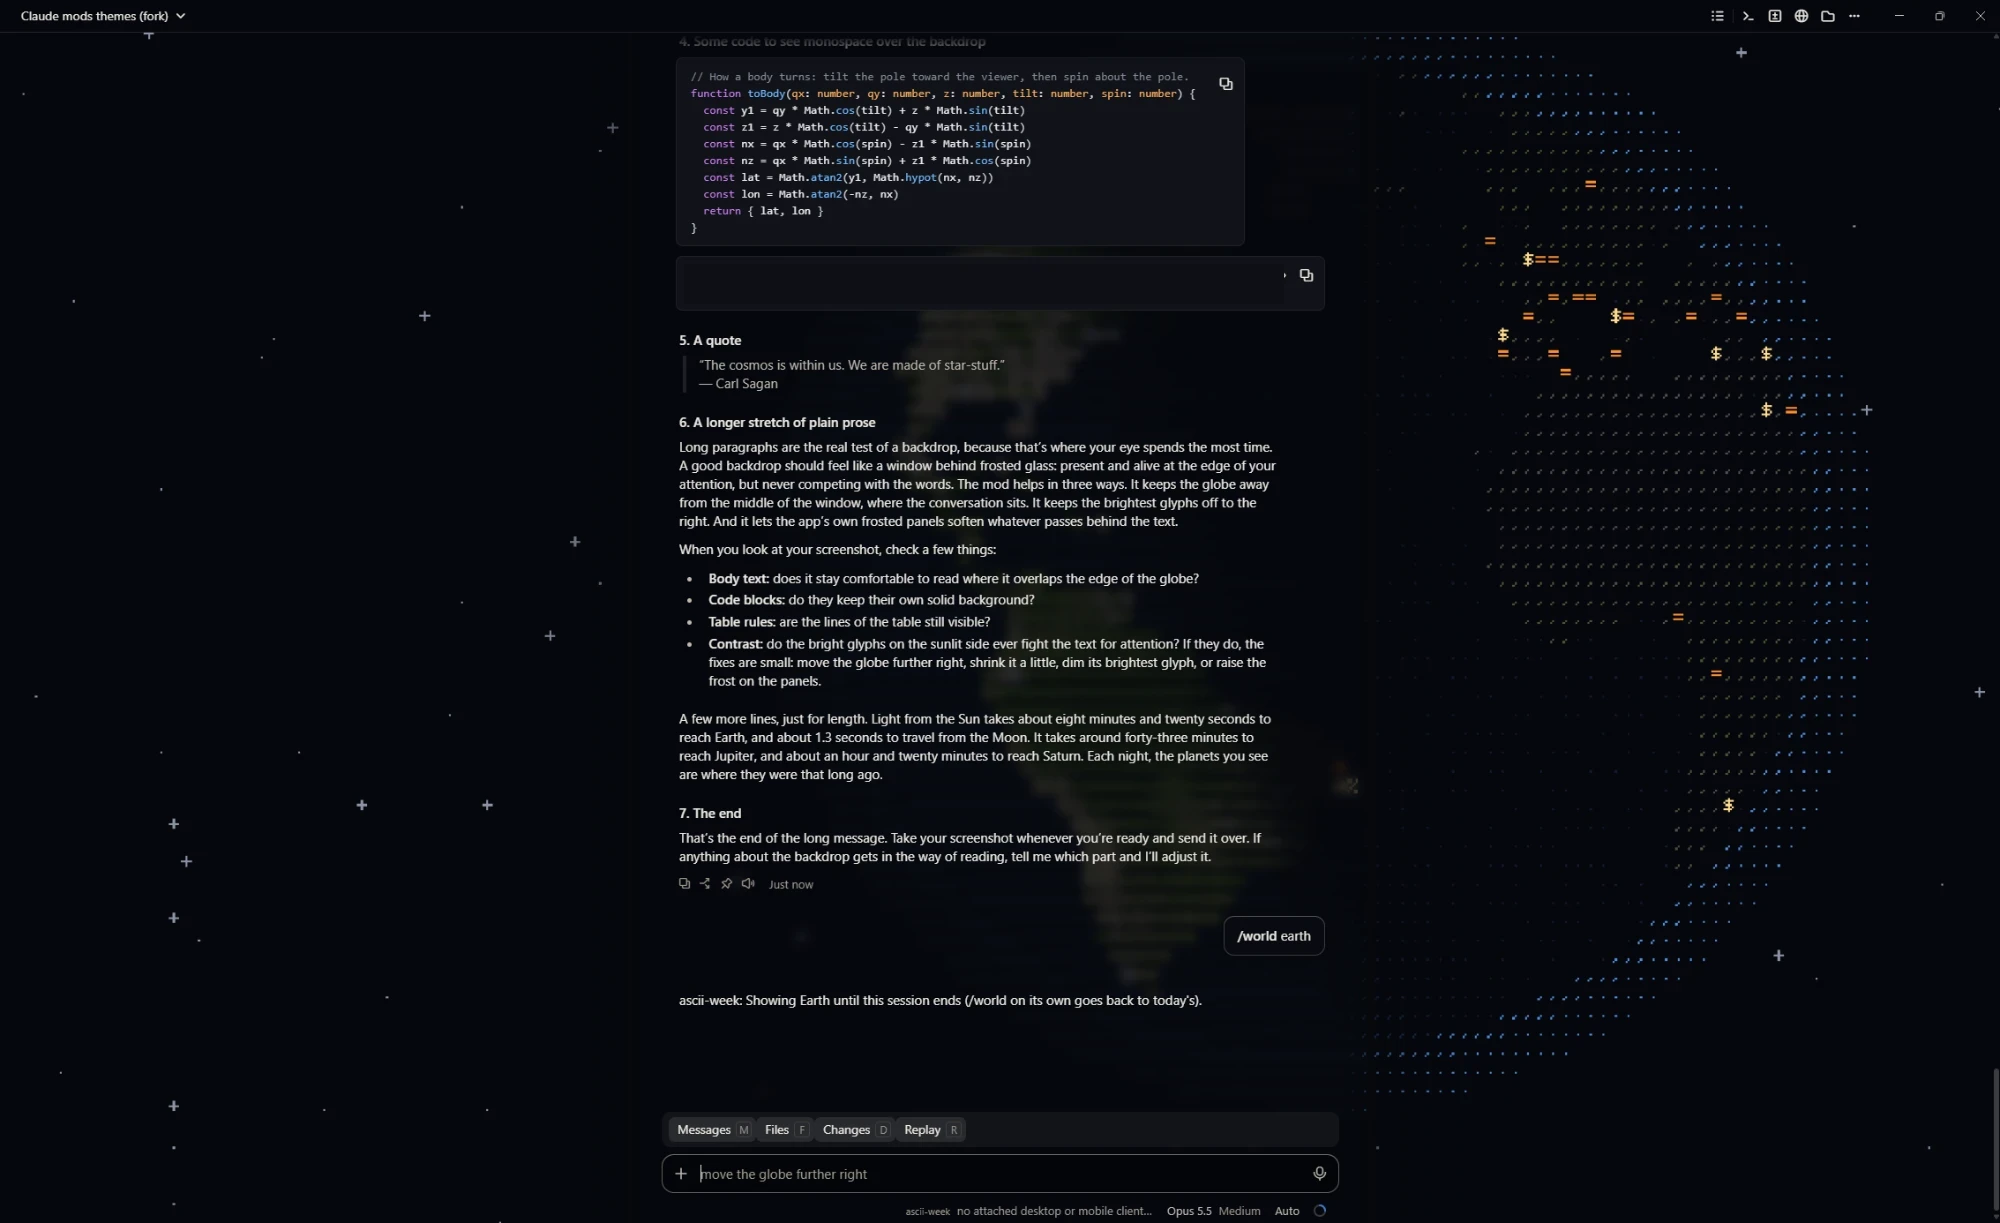 Claude mods themes (fork)
4. Some code to see monospace over the backdrop
// How a body turns: tilt the pole toward the viewer, then spin about the pole.
function toBody(qx: number, qy: number, z: number, tilt: number, spin: number) {
const y1 = qy * Math.cos(tilt) + z * Math.sin(tilt)
const z1 = z * Math.cos(tilt) - qy * Math.sin(tilt)
const nx = qx * Math.cos(spin) - z1 * Math.sin(spin)
const nz = qx * Math.sin(spin) + z1 * Math.cos(spin)
const lat = Math.atan2(y1, Math.hypot(nx, nz))
const lon = Math.atan2(-nz, nx)
return { lat, lon }
}
5. A quote
"The cosmos is within us. We are made of star-stuff."
— Carl Sagan
6. A longer stretch of plain prose
Long paragraphs are the real test of a backdrop, because that's where your eye spends the most time.
A good backdrop should feel like a window behind frosted glass: present and alive at the edge of your
attention, but never competing with the words. The mod helps in three ways. It keeps the globe away
from the middle of the window, where the conversation sits. It keeps the brightest glyphs off to the
right. And it lets the app's own frosted panels soften whatever passes behind the text.
When you look at your screenshot, check a few things:
• Body text: does it stay comfortable to read where it overlaps the edge of the globe?
• Code blocks: do they keep their own solid background?
• Table rules: are the lines of the table still visible?
• Contrast: do the bright glyphs on the sunlit side ever fight the text for attention? If they do, the
fixes are small: move the globe further right, shrink it a little, dim its brightest glyph, or raise the
frost on the panels.
A few more lines, just for length. Light from the Sun takes about eight minutes and twenty seconds to
reach Earth, and about 1.3 seconds to travel from the Moon. It takes around forty-three minutes to
reach Jupiter, and about an hour and twenty minutes to reach Saturn. Each night, the planets you see
are where they were that long ago.
7. The end
That's the end of the long message. Take your screenshot whenever you're ready and send it over. If
anything about the backdrop gets in the way of reading, tell me which part and I'll adjust it.
Just now
/world earth
ascii-week: Showing Earth until this session ends (/world on its own goes back to today's).
Messages M Files F Changes D Replay R
move the globe further right
ascii-week no attached desktop or mobile client... Opus 5.5 Medium Auto